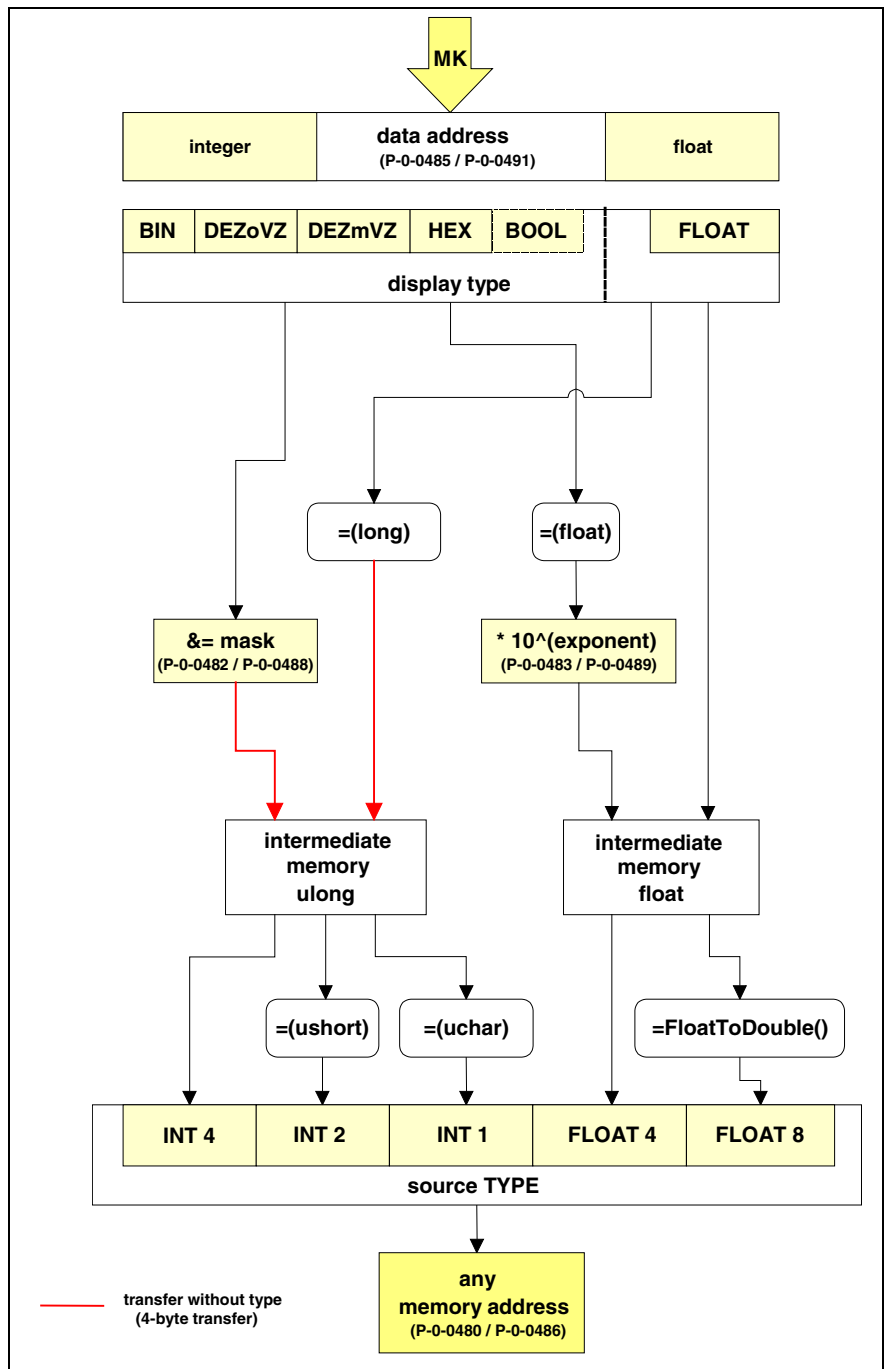 MK
integer
data address
(P-0-0485 / P-0-0491)
float
BIN
DEZoVZ
DEZmVZ
HEX
BOOL
FLOAT
display type
=(long)
=(float)
&= mask
(P-0-0482 / P-0-0488)
* 10^(exponent)
(P-0-0483 / P-0-0489)
intermediate
memory
ulong
intermediate
memory
float
=(ushort)
=(uchar)
=FloatToDouble()
INT 4
INT 2
INT 1
FLOAT 4
FLOAT 8
source TYPE
any
memory address
(P-0-0480 / P-0-0486)
transfer without type
(4-byte transfer)